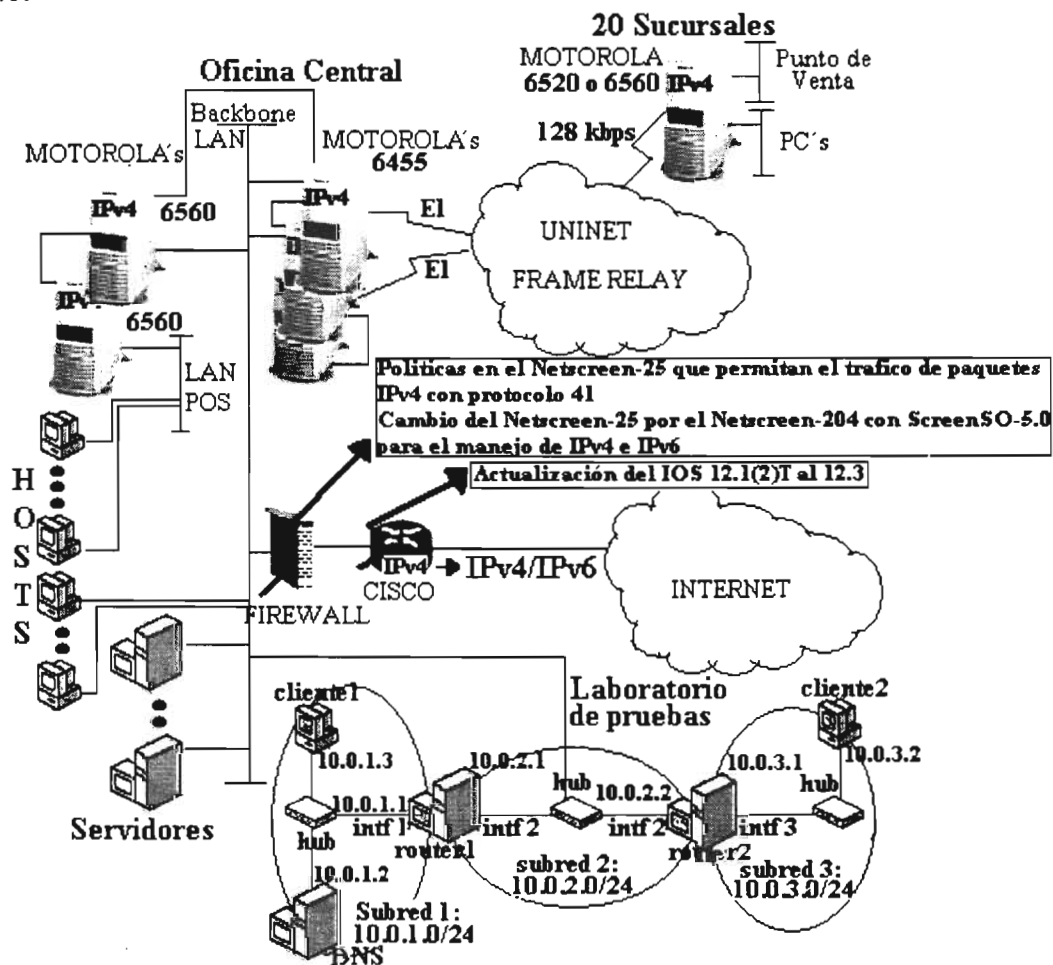 20 Sucursales
MOTOROLA
6520 o 6560
IPv4
Punto de
Venta
128 kbps
PC´s
Oficina Central
Backbone
LAN
MOTOROLA´s
6560
IPv4
MOTOROLA´s
6455
IPv4
E1
E1
UNINET
FRAME RELAY
6560
LAN
POS
Politicas en el Netscreen-25 que permitan el trafico de paquetes
IPv4 con protocolo 41
Cambio del Netscreen-25 por el Netscreen-204 con ScreenSO-5.0
para el manejo de IPv4 e IPv6
Actualización del IOS 12.1(2)T al 12.3
H
O
S
T
S
FIREWALL
IPv4
CISCO
IPv4/IPv6
INTERNET
Servidores
Laboratorio
de pruebas
cliente1
10.0.1.3
hub
10.0.1.1
intf 1
router1
10.0.1.2
DNS
Subred 1:
10.0.1.0/24
10.0.2.1
intf 2
hub
10.0.2.2
intf 2
router2
subred 2:
10.0.2.0/24
cliente2
10.0.3.1
10.0.3.2
hub
intf 3
subred 3:
10.0.3.0/24